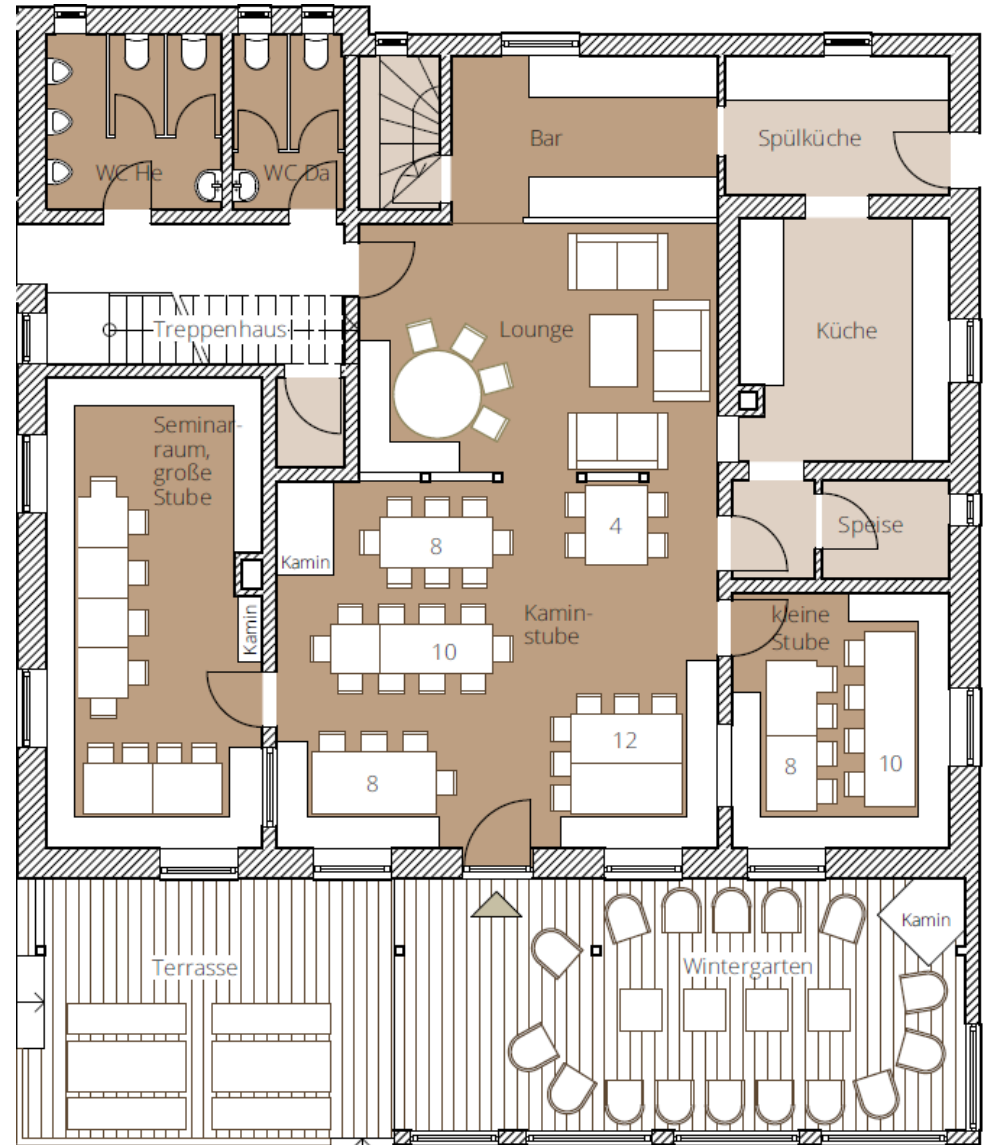 Bar
Spülküche
WC He
WC Da
Treppenhaus
Lounge
Küche
Seminar-
raum,
große
Stube
Kamin
8
4
Speise
Kamin
Kamin-
stube
kleine
Stube
10
12
8
8
10
Kamin
Terrasse
Wintergarten